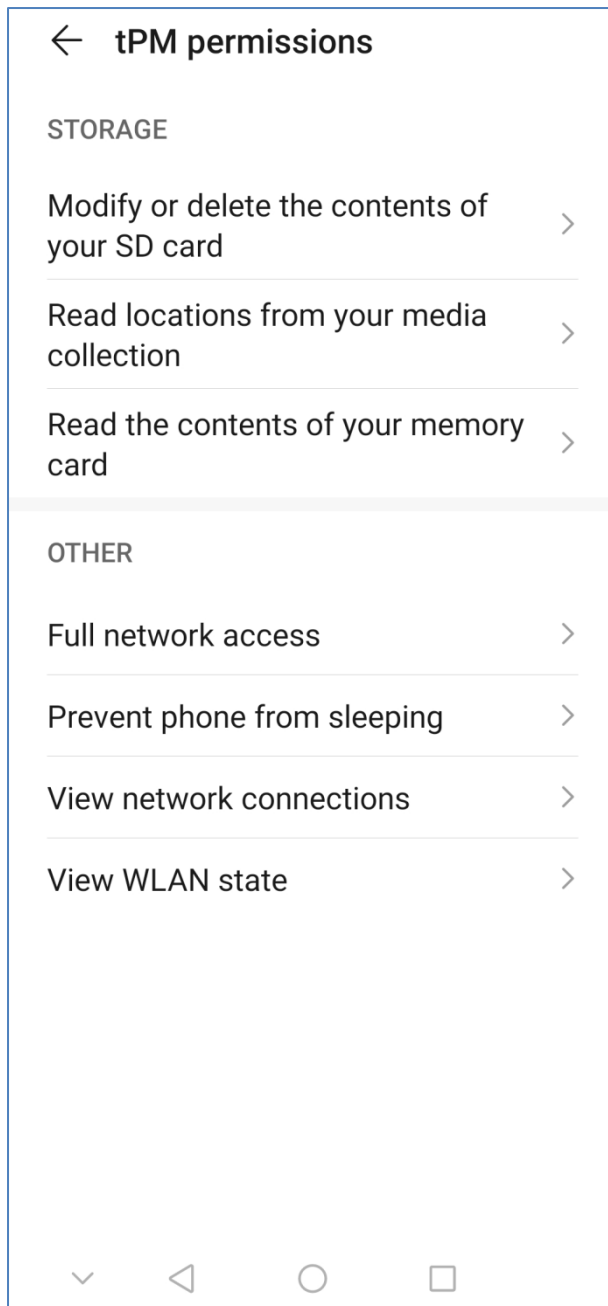 tPM permissions
STORAGE
Modify or delete the contents of
your SD card
Read locations from your media
collection
Read the contents of your memory
card
OTHER
Full network access
Prevent phone from sleeping
View network connections
View WLAN state